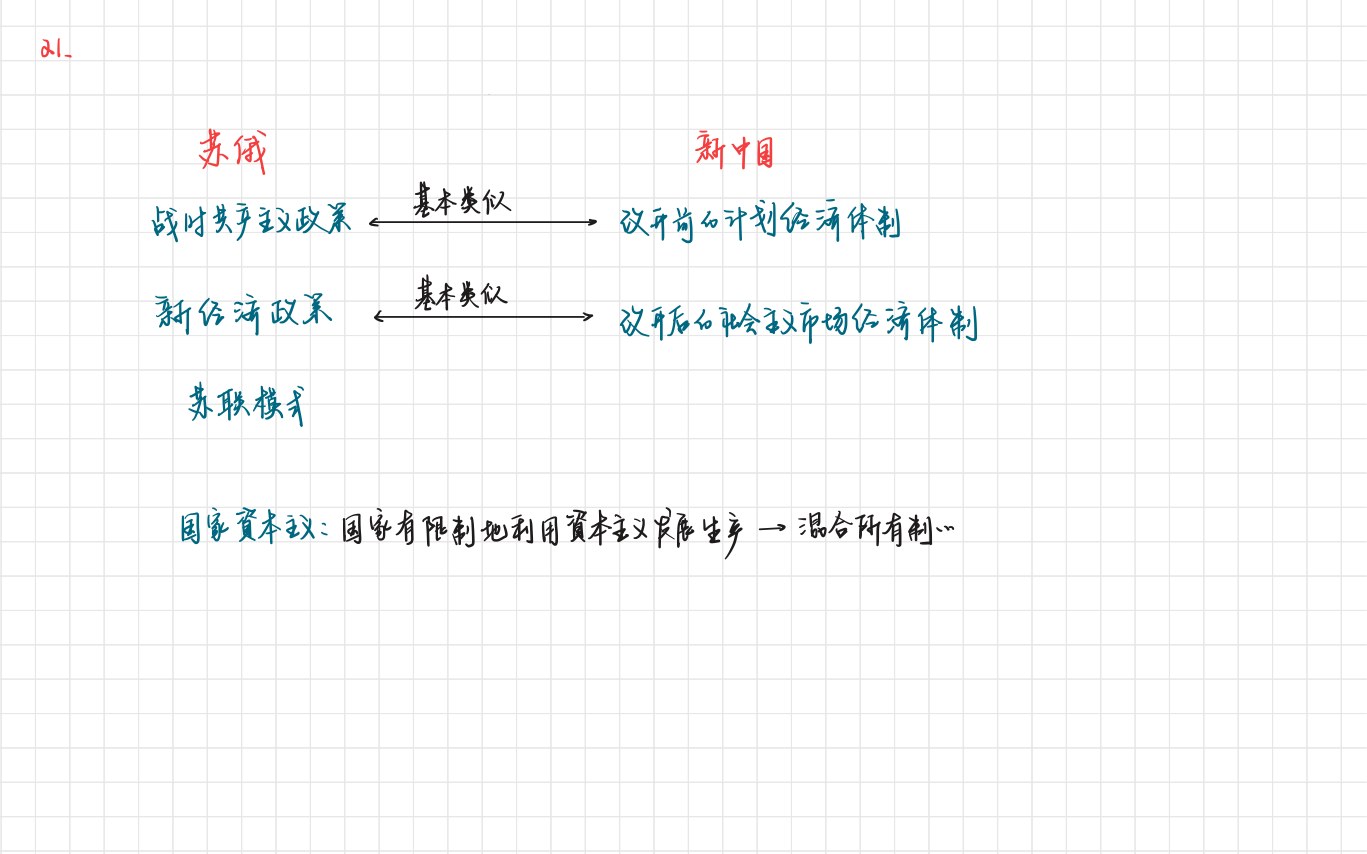 21.
苏俄 新中国
战时共产主义政策 基本类似 改开前的计划经济体制
新经济政策 基本类似 改开后的社会主义市场经济体制
苏联模式
国家資本主义：国家有限制地利用資本主义发展生产 → 混合所有制…